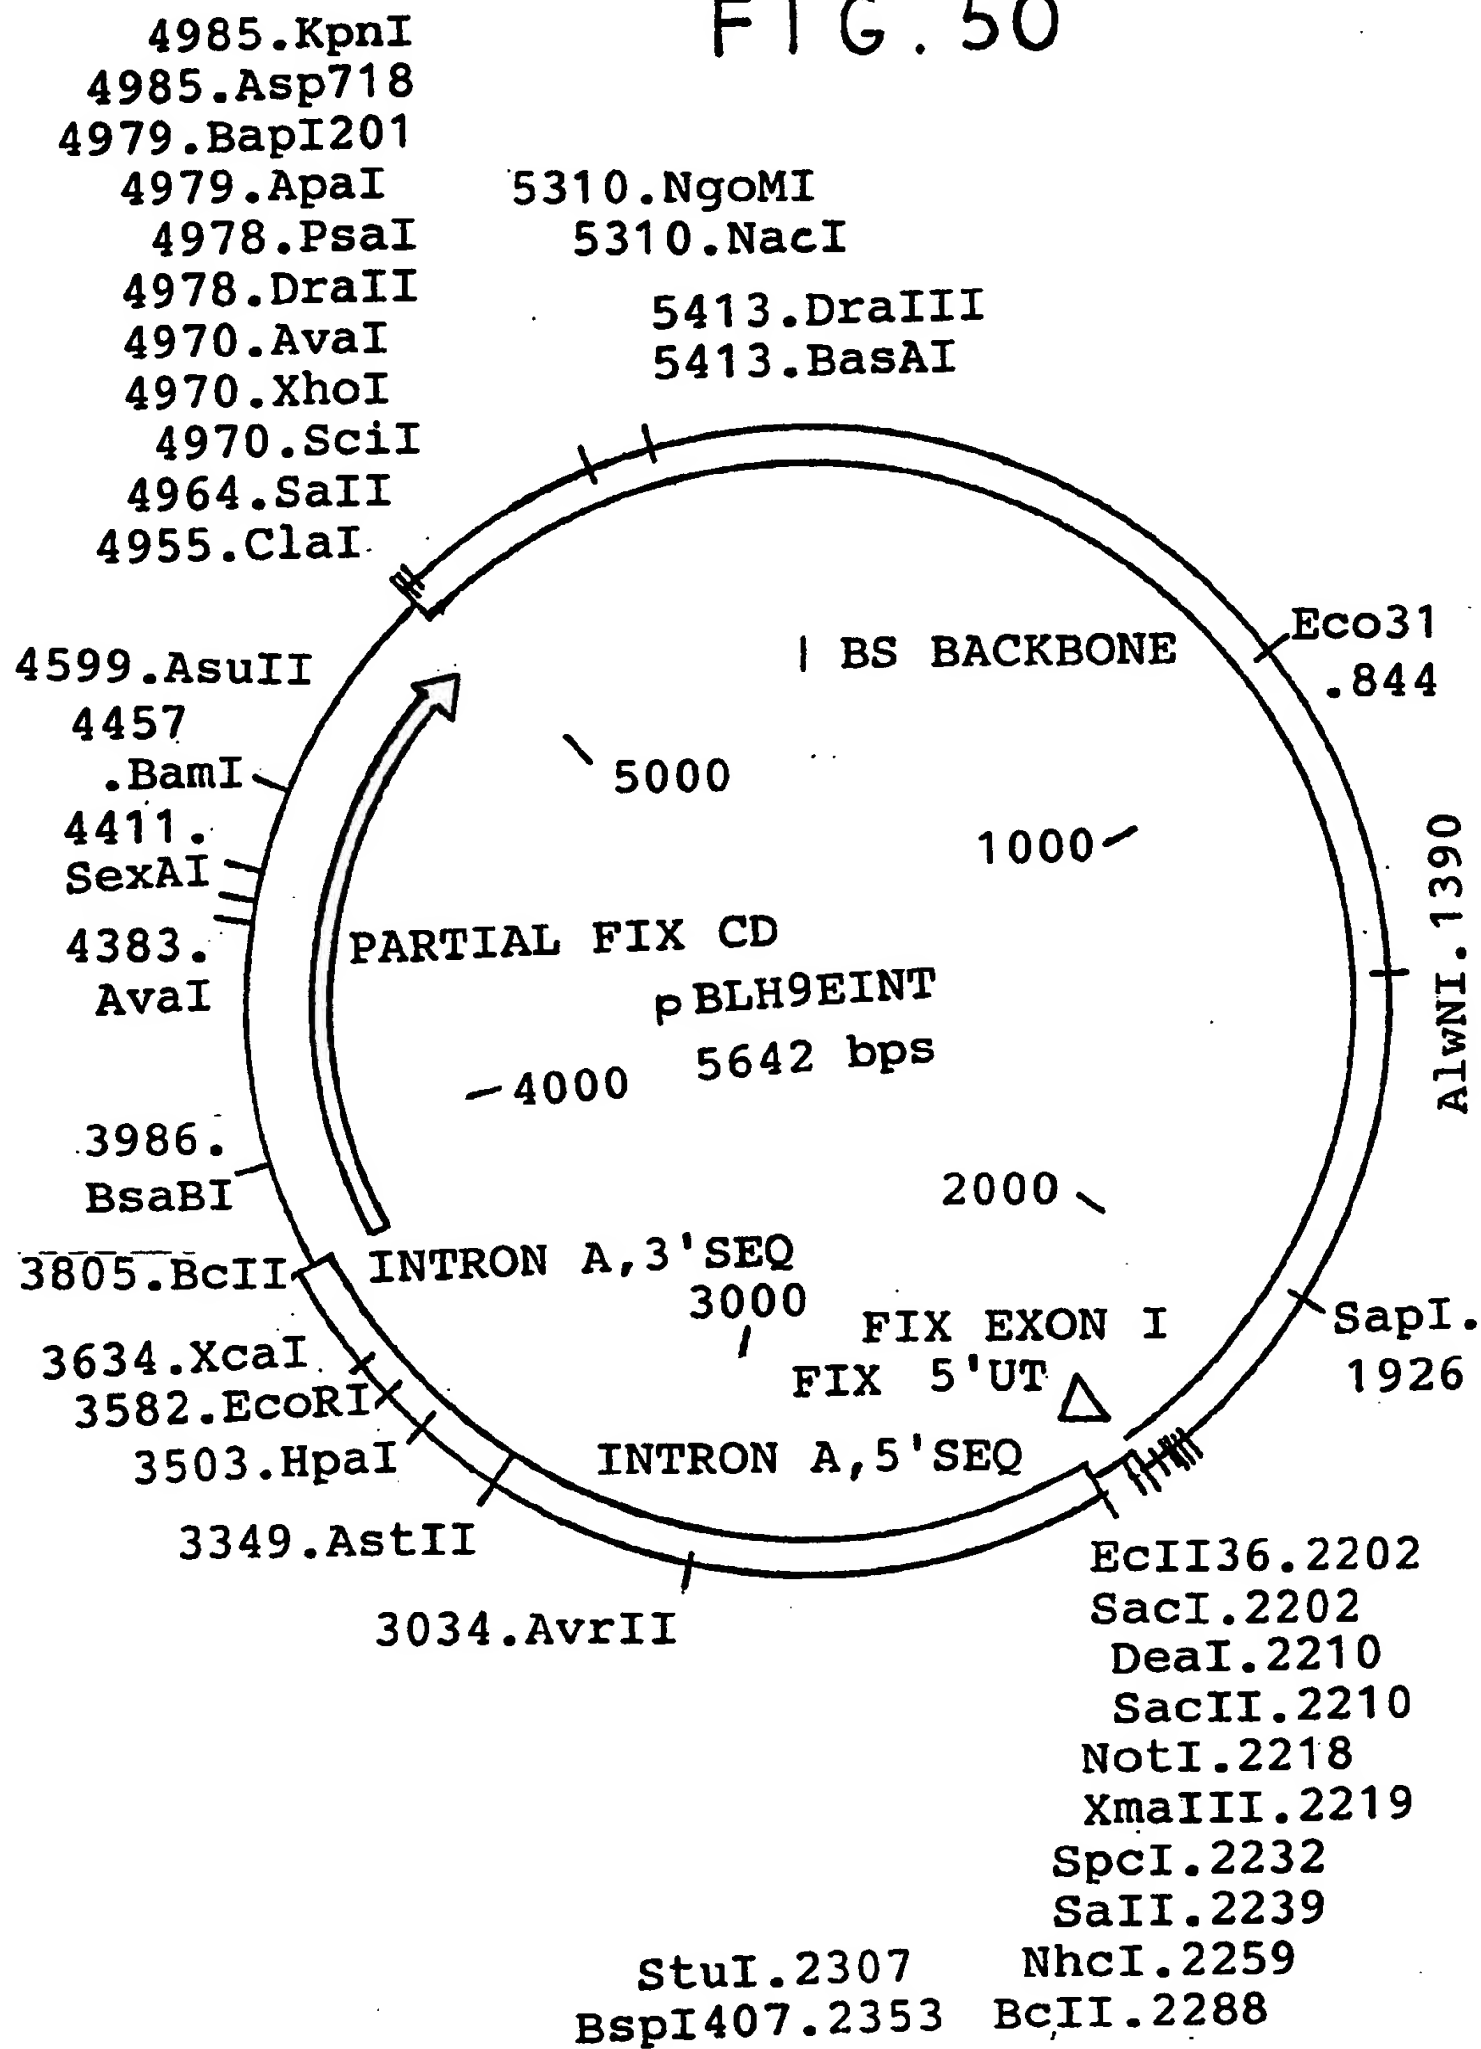 FIG. 50
4985.KpnI
4985.Asp718
4979.BapI201
4979.ApaI
4978.PsaI
4978.DraII
4970.AvaI
4970.XhoI
4970.SciI
4964.SaII
4955.ClaI
5310.NgoMI
5310.NacI
5413.DraIII
5413.BasAI
4599.AsuII
4457
.BamI
4411.
SexAI
4383.
AvaI
3986.
BsaBI
3805.BcII
3634.XcaI
3582.EcoRI
3503.HpaI
3349.AstII
3034.AvrII
| BS BACKBONE
5000
1000
PARTIAL FIX CD
pBLH9EINT
5642 bps
4000
2000
INTRON A,3'SEQ
3000
FIX EXON I
FIX 5'UT
INTRON A,5'SEQ
Eco31
.844
AlwNI.1390
SapI.
1926
EcII36.2202
SacI.2202
DeaI.2210
SacII.2210
NotI.2218
XmaIII.2219
SpcI.2232
SaII.2239
NhcI.2259
BcII.2288
StuI.2307
BspI407.2353